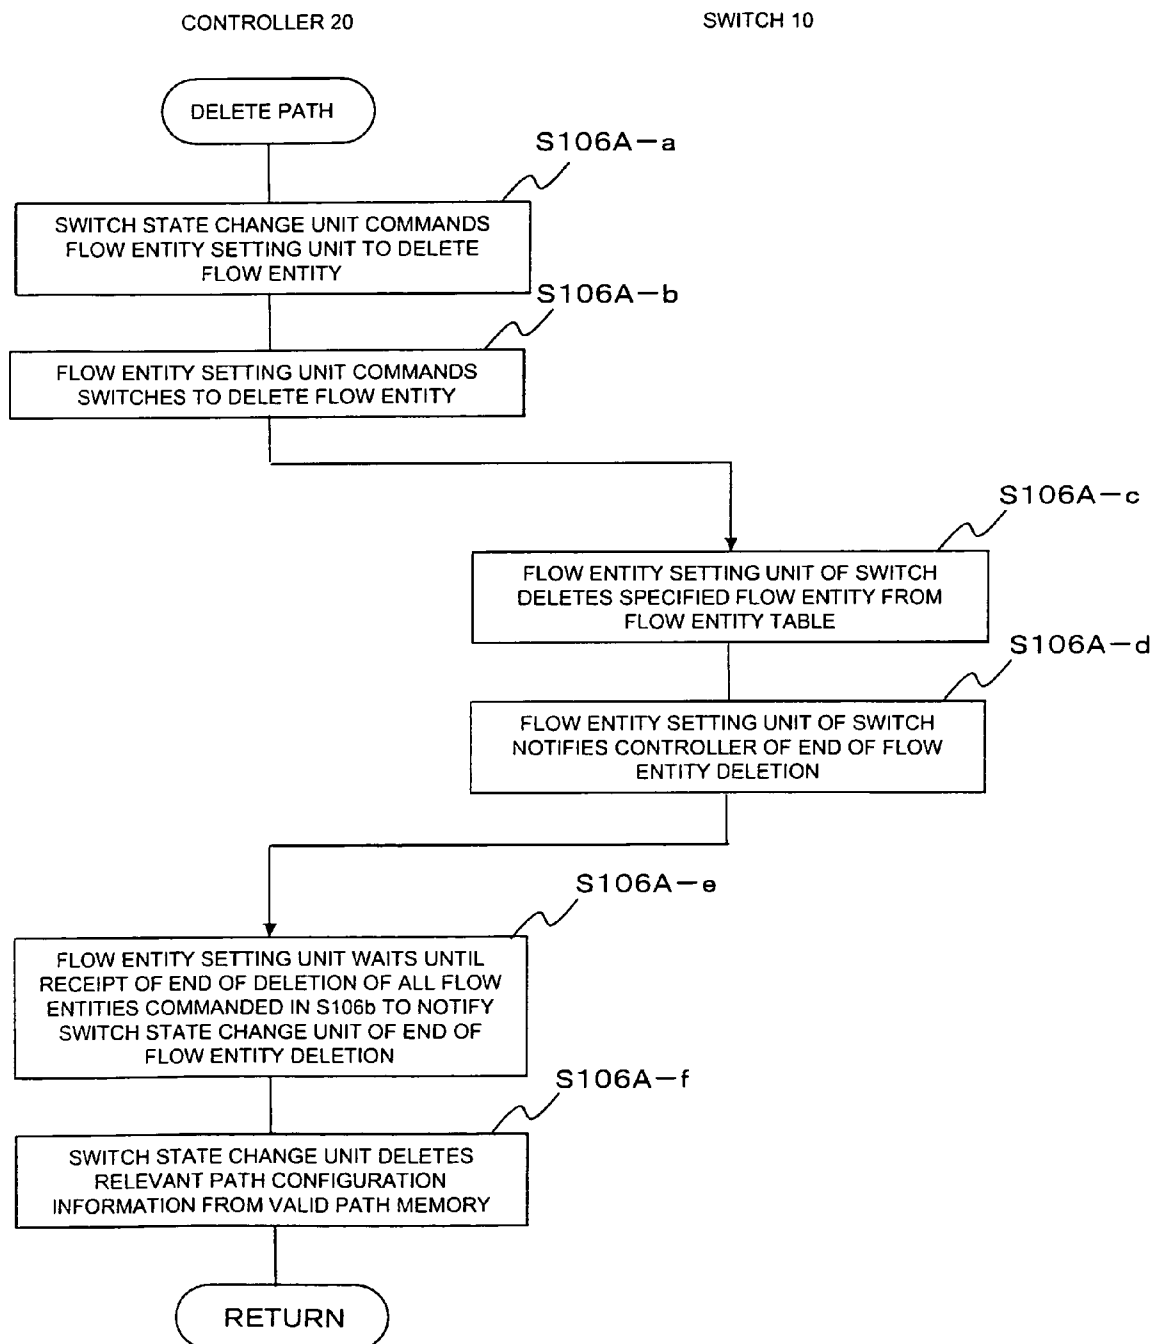 CONTROLLER 20
SWITCH 10
DELETE PATH
S106A-a
SWITCH STATE CHANGE UNIT COMMANDS
FLOW ENTITY SETTING UNIT TO DELETE
FLOW ENTITY
S106A-b
FLOW ENTITY SETTING UNIT COMMANDS
SWITCHES TO DELETE FLOW ENTITY
S106A-c
FLOW ENTITY SETTING UNIT OF SWITCH
DELETES SPECIFIED FLOW ENTITY FROM
FLOW ENTITY TABLE
S106A-d
FLOW ENTITY SETTING UNIT OF SWITCH
NOTIFIES CONTROLLER OF END OF FLOW
ENTITY DELETION
S106A-e
FLOW ENTITY SETTING UNIT WAITS UNTIL
RECEIPT OF END OF DELETION OF ALL FLOW
ENTITIES COMMANDED IN S106b TO NOTIFY
SWITCH STATE CHANGE UNIT OF END OF
FLOW ENTITY DELETION
S106A-f
SWITCH STATE CHANGE UNIT DELETES
RELEVANT PATH CONFIGURATION
INFORMATION FROM VALID PATH MEMORY
RETURN